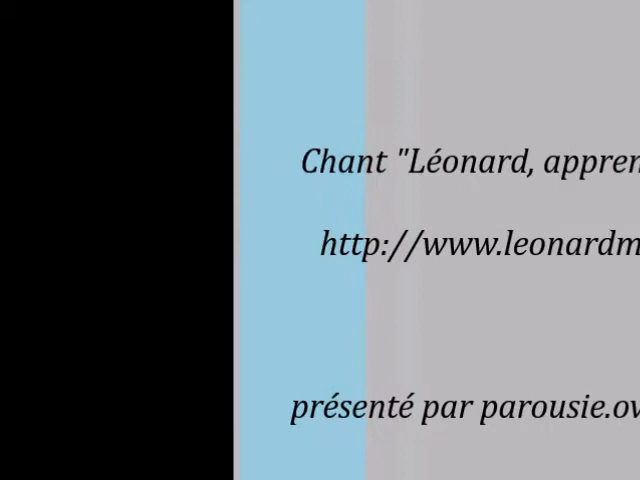 Chant "Léonard, appren
http://www.leonardm
présenté par parousie.ov